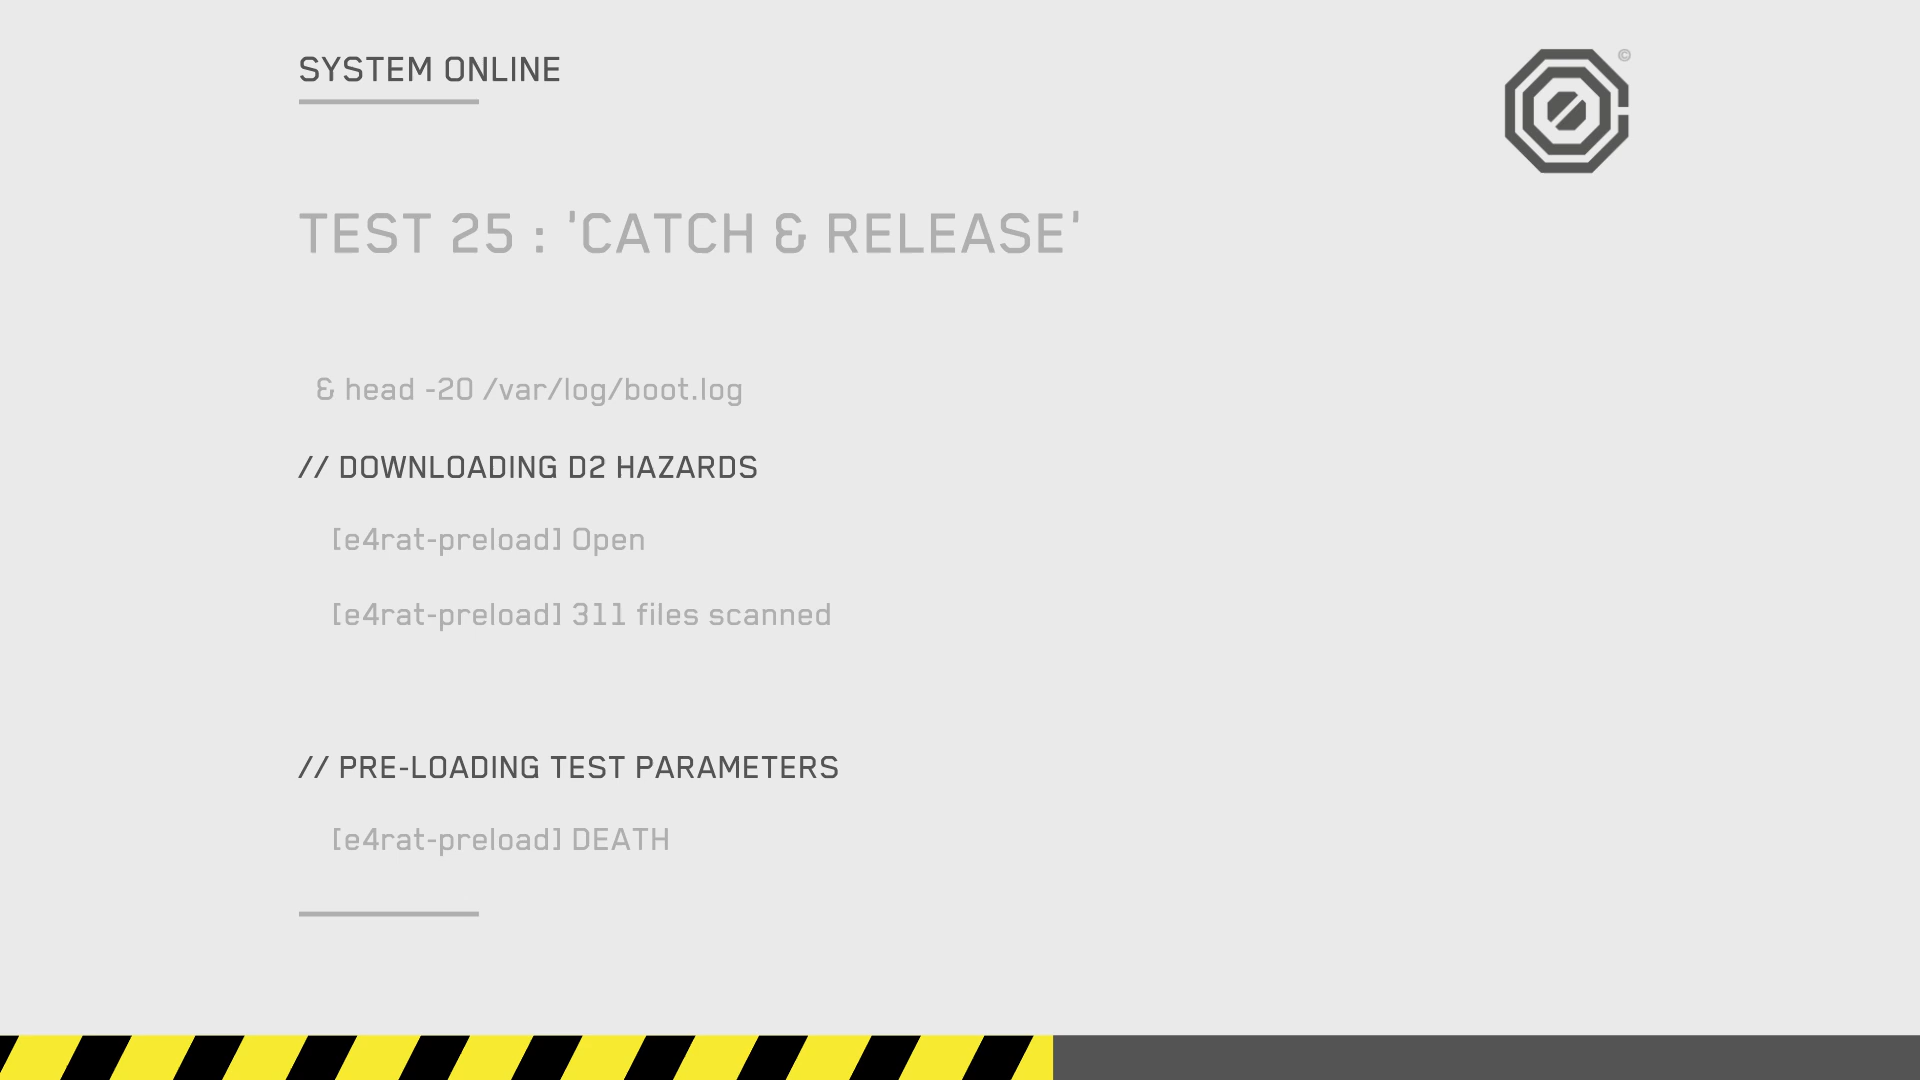 SYSTEM ONLINE
©
TEST 25 : 'CATCH & RELEASE'
& head -20 /var/log/boot.log
// DOWNLOADING D2 HAZARDS
[e4rat-preload] Open
[e4rat-preload] 311 files scanned
// PRE-LOADING TEST PARAMETERS
[e4rat-preload] DEATH